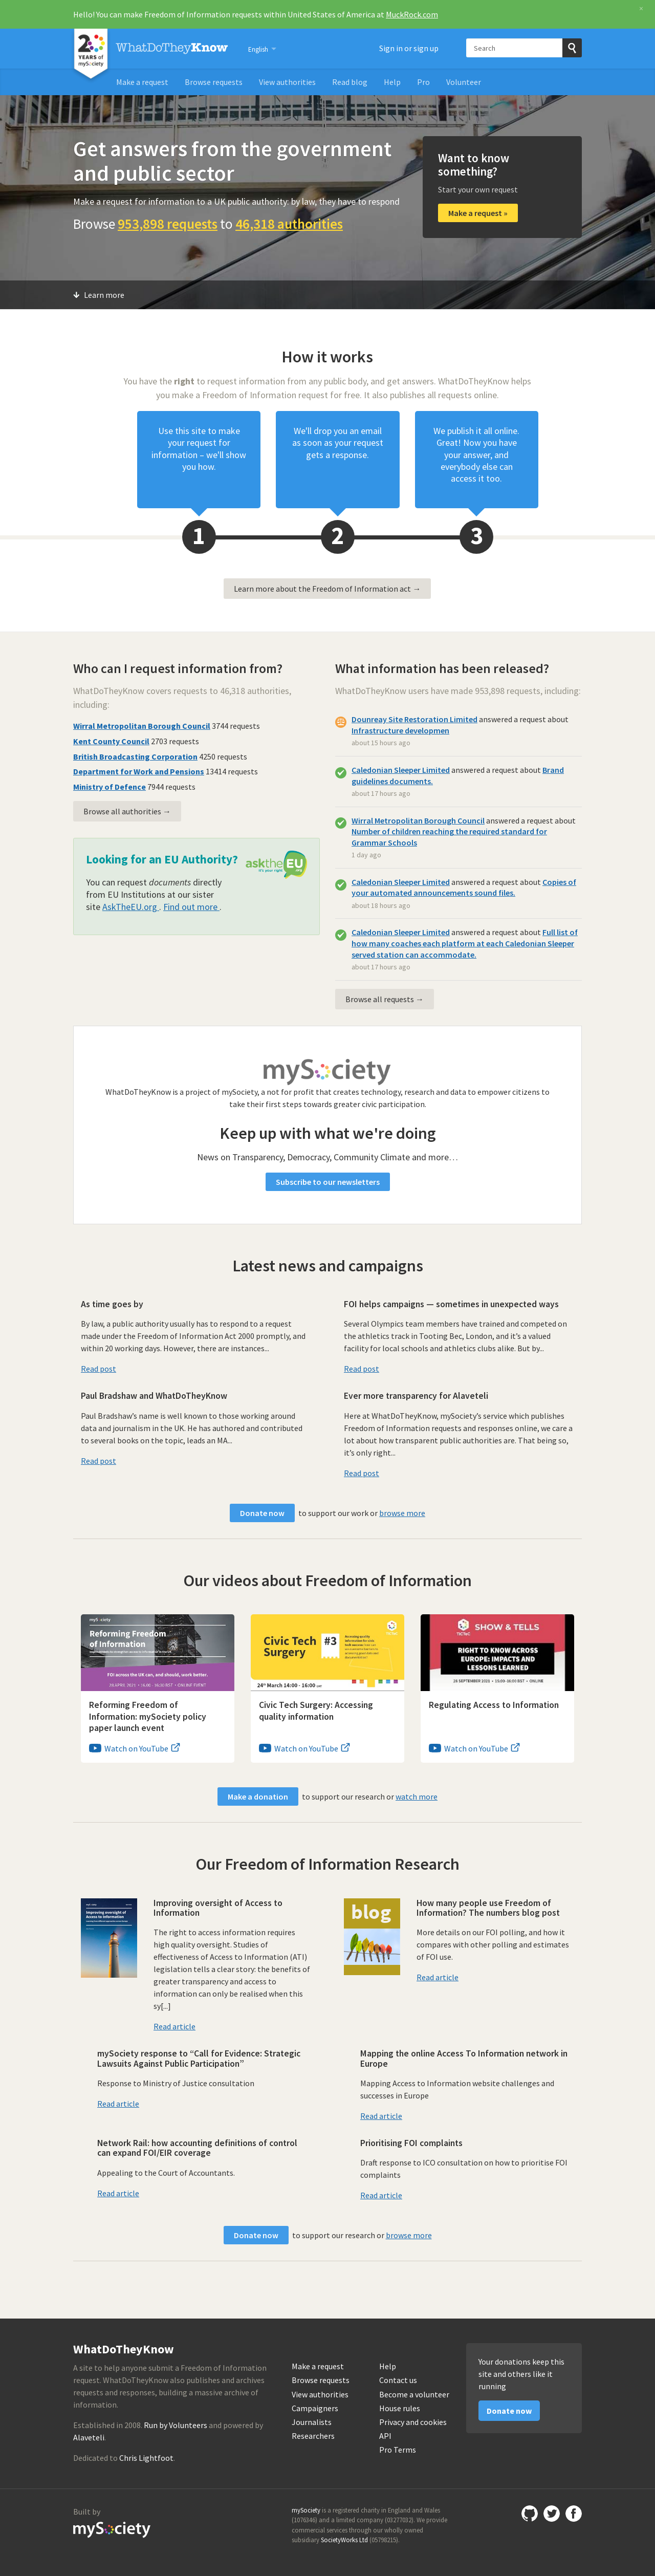 Hello! You can make Freedom of Information requests within United States of America at MuckRock.com
×
20
YEARS of
mySociety
WhatDoTheyKnow
English
Sign in or sign up
Search
Make a request Browse requests View authorities Read blog Help Pro Volunteer
Get answers from the government
and public sector
Make a request for information to a UK public authority: by law, they have to respond
Browse 953,898 requests to 46,318 authorities
Want to know
something?
Start your own request
Make a request »
Learn more
How it works
You have the right to request information from any public body, and get answers. WhatDoTheyKnow helps
you make a Freedom of Information request for free. It also publishes all requests online.
Use this site to make
your request for
information – we'll show
you how.
We'll drop you an email
as soon as your request
gets a response.
We publish it all online.
Great! Now you have
your answer, and
everybody else can
access it too.
1
2
3
Learn more about the Freedom of Information act →
Who can I request information from?
WhatDoTheyKnow covers requests to 46,318 authorities,
including:
Wirral Metropolitan Borough Council 3744 requests
Kent County Council 2703 requests
British Broadcasting Corporation 4250 requests
Department for Work and Pensions 13414 requests
Ministry of Defence 7944 requests
Browse all authorities →
Looking for an EU Authority?
asktheEU
it's your right
You can request documents directly
from EU Institutions at our sister
site AskTheEU.org . Find out more .
What information has been released?
WhatDoTheyKnow users have made 953,898 requests, including:
Dounreay Site Restoration Limited answered a request about
Infrastructure developmen
about 15 hours ago
Caledonian Sleeper Limited answered a request about Brand
guidelines documents.
about 17 hours ago
Wirral Metropolitan Borough Council answered a request about
Number of children reaching the required standard for
Grammar Schools
1 day ago
Caledonian Sleeper Limited answered a request about Copies of
your automated announcements sound files.
about 18 hours ago
Caledonian Sleeper Limited answered a request about Full list of
how many coaches each platform at each Caledonian Sleeper
served station can accommodate.
about 17 hours ago
Browse all requests →
mySociety
WhatDoTheyKnow is a project of mySociety, a not for profit that creates technology, research and data to empower citizens to
take their first steps towards greater civic participation.
Keep up with what we're doing
News on Transparency, Democracy, Community Climate and more…
Subscribe to our newsletters
Latest news and campaigns
As time goes by
By law, a public authority usually has to respond to a request
made under the Freedom of Information Act 2000 promptly, and
within 20 working days. However, there are instances...
Read post
FOI helps campaigns — sometimes in unexpected ways
Several Olympics team members have trained and competed on
the athletics track in Tooting Bec, London, and it's a valued
facility for local schools and athletics clubs alike. But by...
Read post
Paul Bradshaw and WhatDoTheyKnow
Paul Bradshaw's name is well known to those working around
data and journalism in the UK. He has authored and contributed
to several books on the topic, leads an MA...
Read post
Ever more transparency for Alaveteli
Here at WhatDoTheyKnow, mySociety's service which publishes
Freedom of Information requests and responses online, we care a
lot about how transparent public authorities are. That being so,
it's only right...
Read post
Donate now to support our work or browse more
Our videos about Freedom of Information
mySociety
Reforming Freedom
of Information
FOI across the UK can, and should, work better.
Reforming Freedom of
Information: mySociety policy
paper launch event
Watch on YouTube
Civic Tech
Surgery
#3
24th March 2022 14:00 - 16:00
Civic Tech Surgery: Accessing
quality information
Watch on YouTube
TICTeC
SHOW & TELLS
RIGHT TO KNOW ACROSS
EUROPE: IMPACTS AND
LESSONS LEARNED
Regulating Access to Information
Watch on YouTube
Make a donation to support our research or watch more
Our Freedom of Information Research
Improving oversight of
Access to Information
Improving oversight of Access to
Information
The right to access information requires
high quality oversight. Studies of
effectiveness of Access to Information (ATI)
legislation tells a clear story: the benefits of
greater transparency and access to
information can only be realised when this
sy[...]
Read article
blog
How many people use Freedom of
Information? The numbers blog post
More details on our FOI polling, and how it
compares with other polling and estimates
of FOI use.
Read article
mySociety response to “Call for Evidence: Strategic
Lawsuits Against Public Participation”
Response to Ministry of Justice consultation
Read article
Mapping the online Access To Information network in
Europe
Mapping Access to Information website challenges and
successes in Europe
Read article
Network Rail: how accounting definitions of control
can expand FOI/EIR coverage
Appealing to the Court of Accountants.
Read article
Prioritising FOI complaints
Draft response to ICO consultation on how to prioritise FOI
complaints
Read article
Donate now to support our research or browse more
WhatDoTheyKnow
A site to help anyone submit a Freedom of Information
request. WhatDoTheyKnow also publishes and archives
requests and responses, building a massive archive of
information.
Established in 2008. Run by Volunteers and powered by
Alaveteli.
Dedicated to Chris Lightfoot.
Make a request
Browse requests
View authorities
Campaigners
Journalists
Researchers
Help
Contact us
Become a volunteer
House rules
Privacy and cookies
API
Pro Terms
Your donations keep this
site and others like it
running
Donate now
Built by
mySociety
mySociety is a registered charity in England and Wales
(1076346) and a limited company (03277032). We provide
commercial services through our wholly owned
subsidiary SocietyWorks Ltd (05798215).